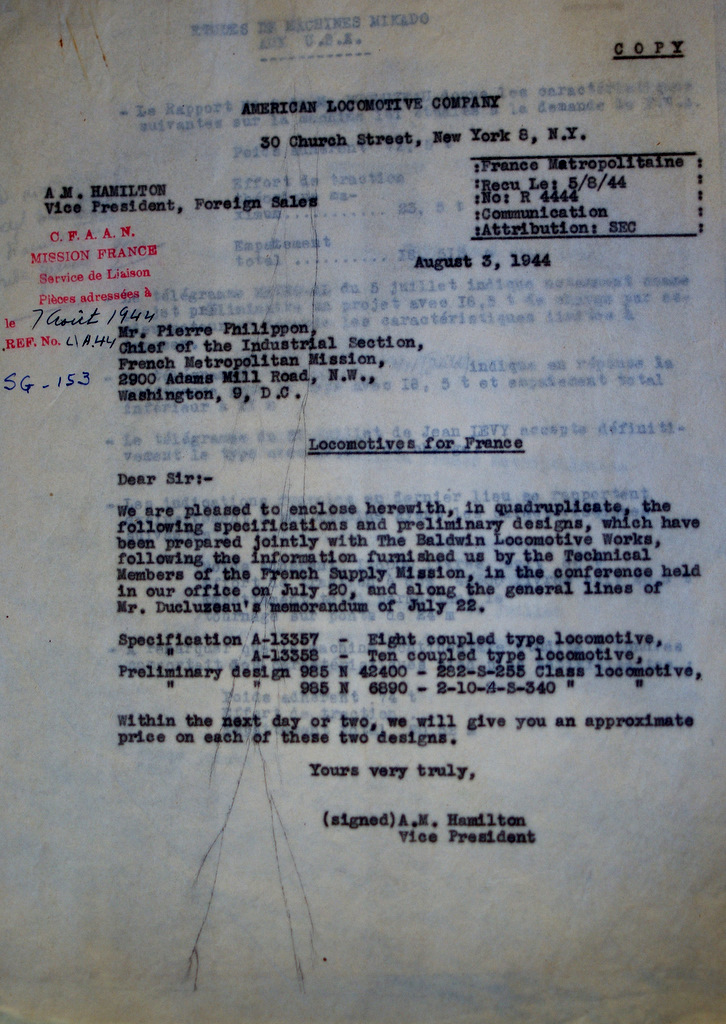 ETUDES DE MACHINES MIKADO
AUX U.S.A.
COPY
AMERICAN LOCOMOTIVE COMPANY
30 Church Street, New York 8, N.Y.
A.M. HAMILTON
Vice President, Foreign Sales
:France Metropolitaine :
:Recu Le: 5/8/44 :
:No: R 4444 :
:Communication :
:Attribution: SEC :
C. F. A. A. N.
MISSION FRANCE
Service de Liaison
Pièces adressées à
le 7 Août 1944
REF. No. LIA.44
SG - 153
August 3, 1944
Mr. Pierre Philippon,
Chief of the Industrial Section,
French Metropolitan Mission,
2900 Adams Mill Road, N.W.,
Washington, 9, D.C.
Locomotives for France
Dear Sir:-
We are pleased to enclose herewith, in quadruplicate, the
following specifications and preliminary designs, which have
been prepared jointly with The Baldwin Locomotive Works,
following the information furnished us by the Technical
Members of the French Supply Mission, in the conference held
in our office on July 20, and along the general lines of
Mr. Ducluzeau's memorandum of July 22.
Specification A-13357 - Eight coupled type locomotive,
" A-13358 - Ten coupled type locomotive,
Preliminary design 985 N 42400 - 282-S-255 Class locomotive,
" " 985 N 6890 - 2-10-4-S-340 " "
Within the next day or two, we will give you an approximate
price on each of these two designs.
Yours very truly,
(signed)A.M. Hamilton
Vice President